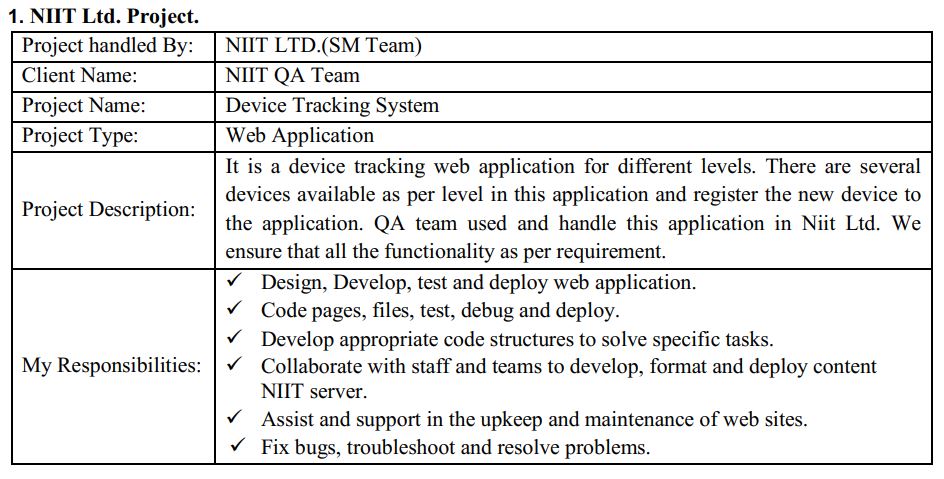 1. NIIT Ltd. Project.
Project handled By: NIIT LTD.(SM Team)
Client Name: NIIT QA Team
Project Name: Device Tracking System
Project Type: Web Application
Project Description:
It is a device tracking web application for different levels. There are several
devices available as per level in this application and register the new device to
the application. QA team used and handle this application in Niit Ltd. We
ensure that all the functionality as per requirement.
My Responsibilities:
✓ Design, Develop, test and deploy web application.
✓ Code pages, files, test, debug and deploy.
✓ Develop appropriate code structures to solve specific tasks.
✓ Collaborate with staff and teams to develop, format and deploy content
NIIT server.
✓ Assist and support in the upkeep and maintenance of web sites.
✓ Fix bugs, troubleshoot and resolve problems.